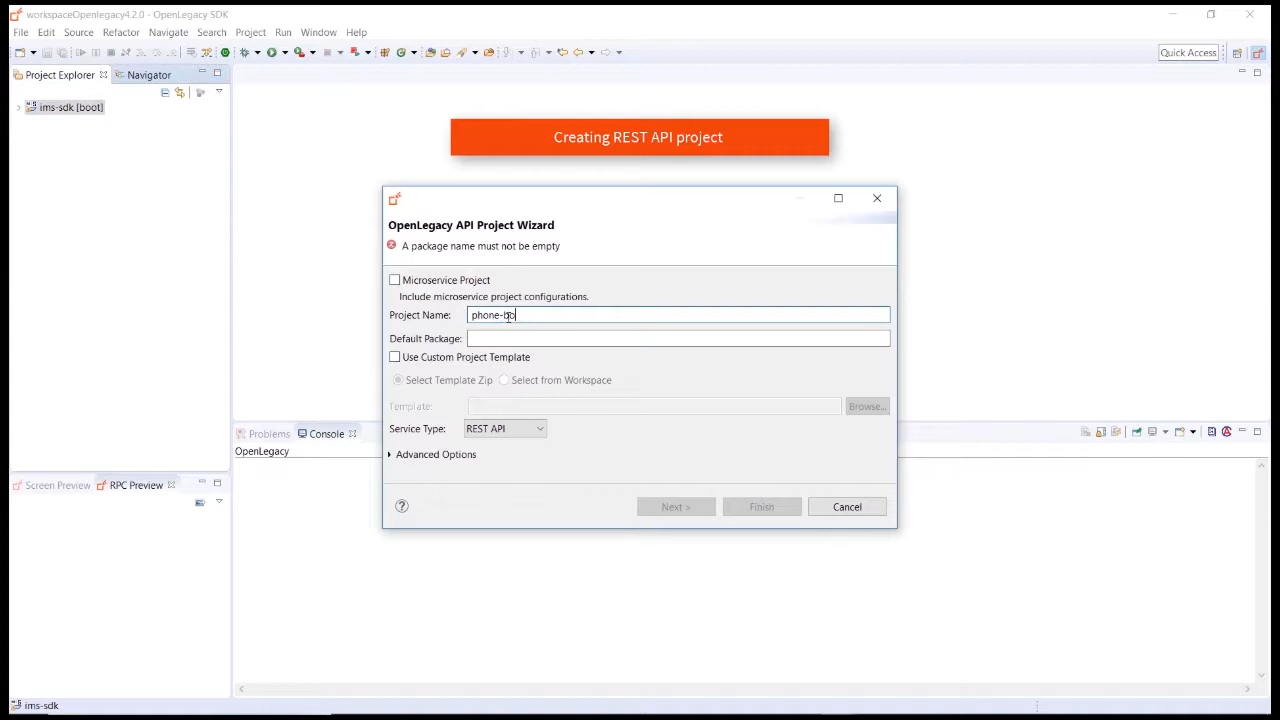 workspaceOpenlegacy4.2.0 - OpenLegacy SDK
File Edit Source Refactor Navigate Search Project Run Window Help
Quick Access
Project Explorer Navigator
ims-sdk [boot]
Creating REST API project
OpenLegacy API Project Wizard
A package name must not be empty
Microservice Project
Include microservice project configurations.
Project Name: phone-bo
Default Package:
Use Custom Project Template
Select Template Zip Select from Workspace
Template: Browse...
Service Type: REST API
Advanced Options
Next > Finish Cancel
Problems Console
OpenLegacy
Screen Preview RPC Preview
ims-sdk